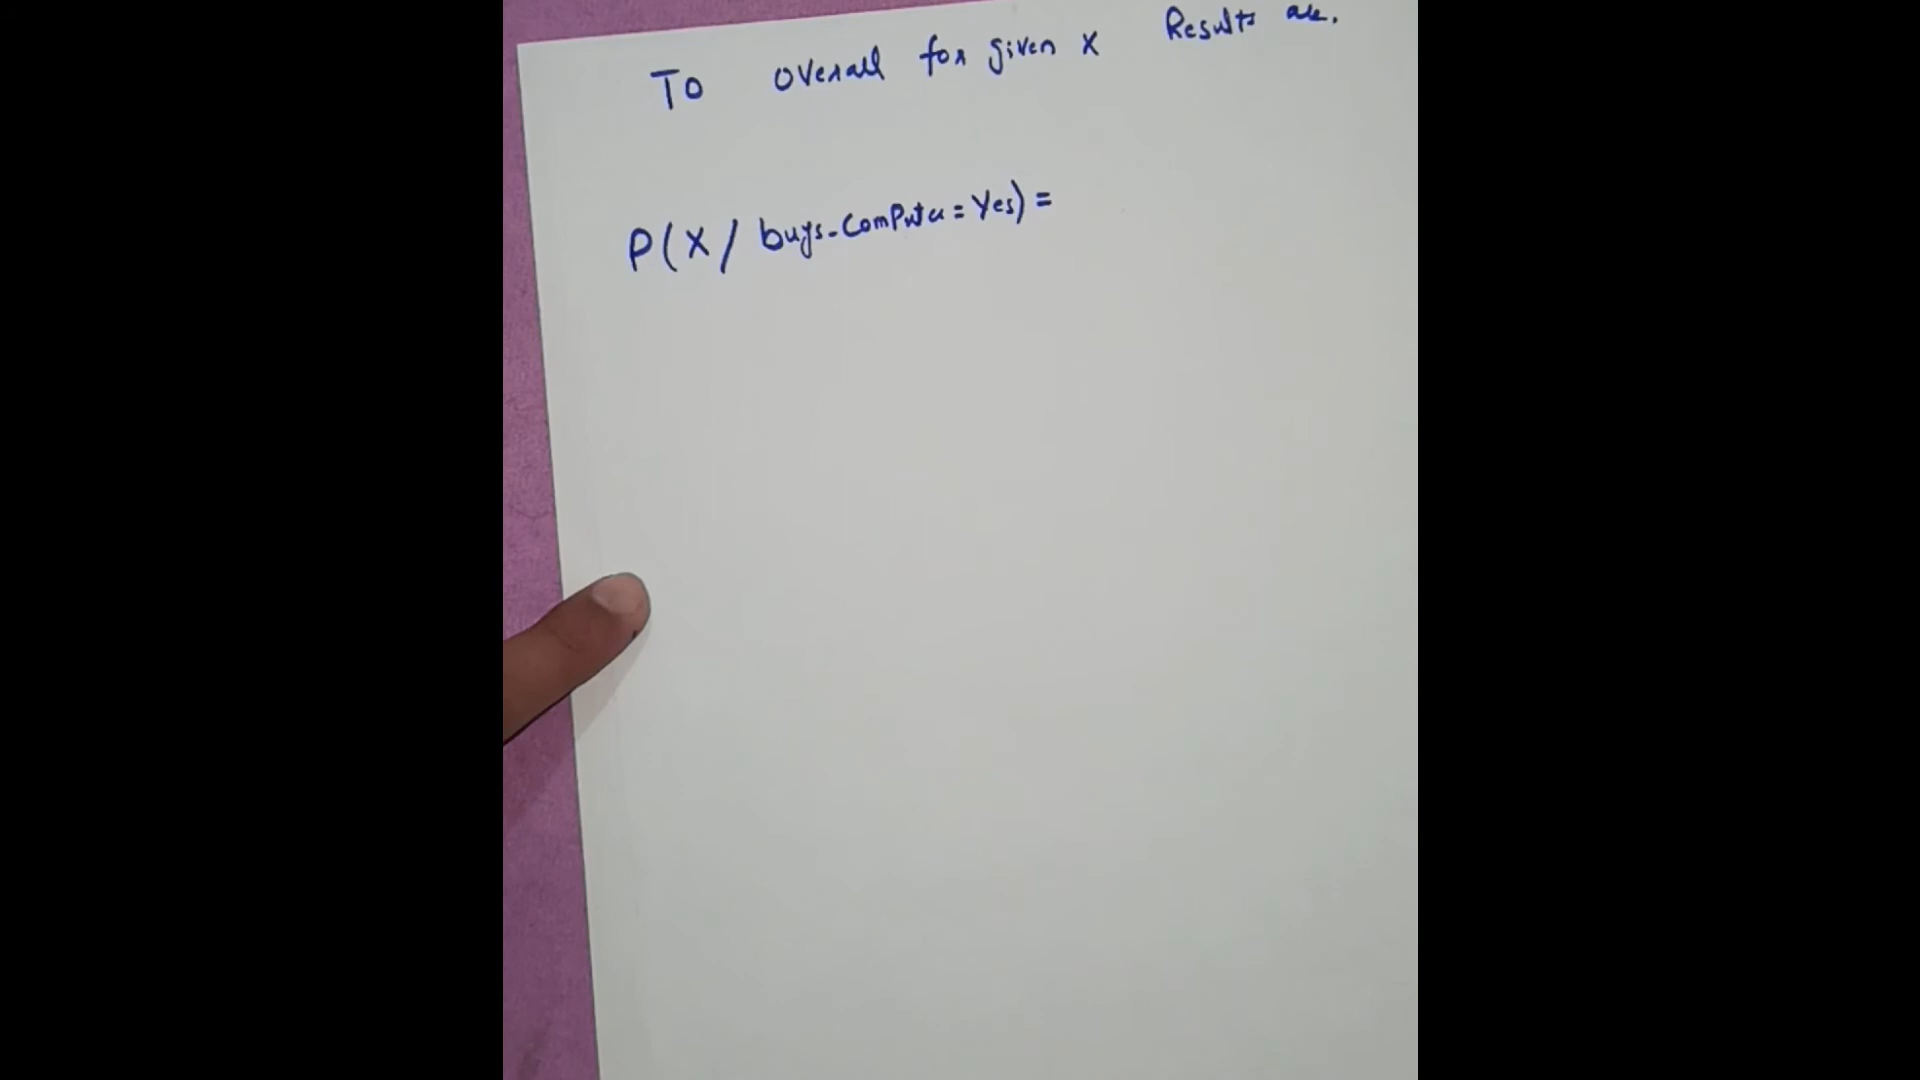 To overall for given x Results are.
P(x/ buys-computer = Yes) =